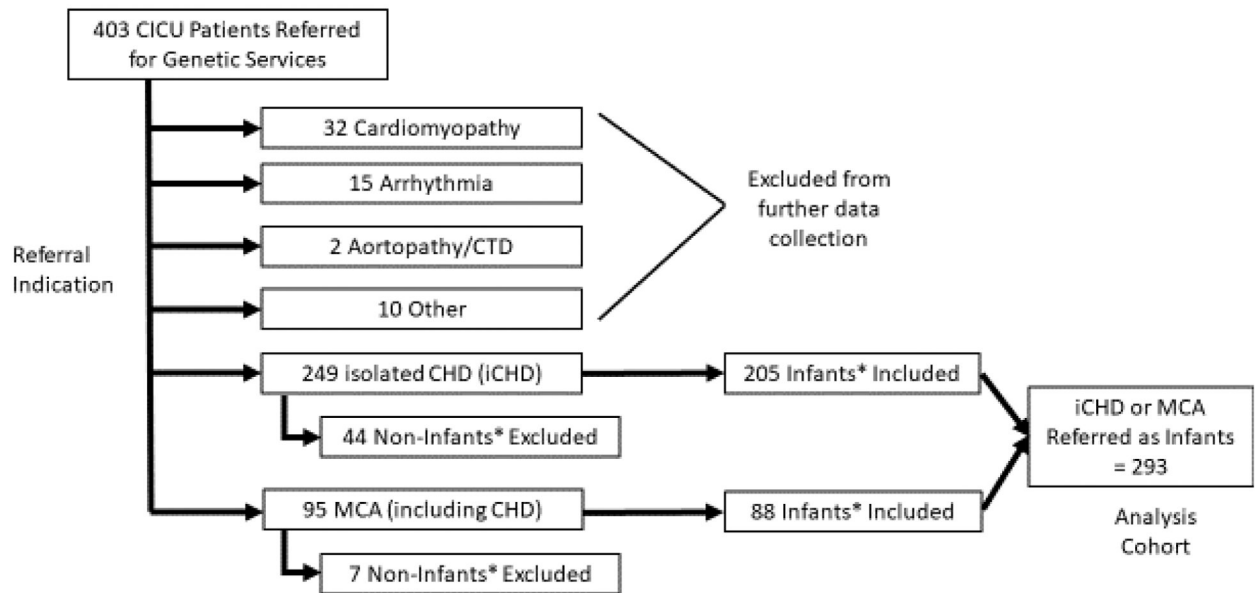 403 CICU Patients Referred
for Genetic Services
Referral
Indication
32 Cardiomyopathy
15 Arrhythmia
2 Aortopathy/CTD
10 Other
Excluded from
further data
collection
249 isolated CHD (iCHD)
205 Infants* Included
44 Non-Infants* Excluded
95 MCA (including CHD)
88 Infants* Included
7 Non-Infants* Excluded
iCHD or MCA
Referred as Infants
= 293
Analysis
Cohort